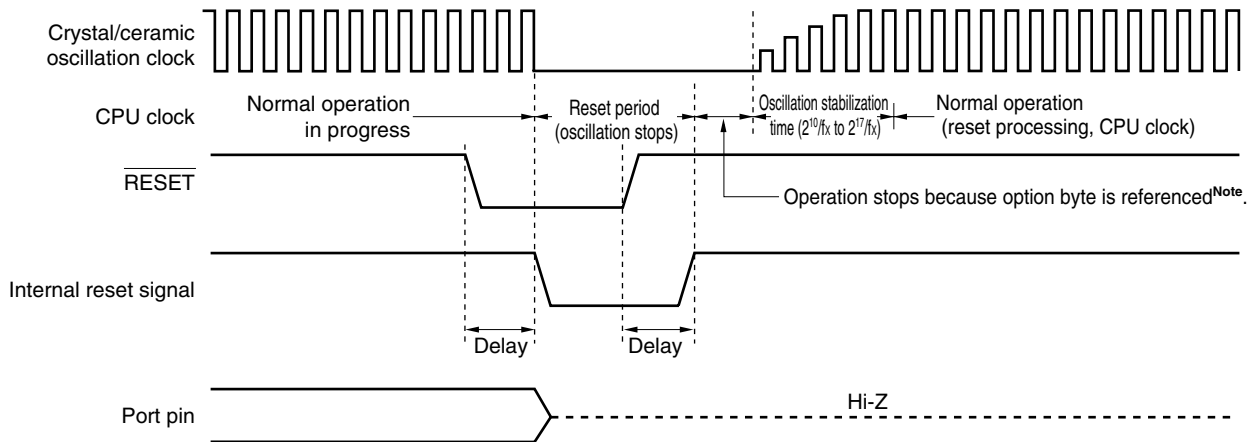 Crystal/ceramic
oscillation clock
CPU clock
Normal operation
in progress
Reset period
(oscillation stops)
Oscillation stabilization
time (2¹⁰/fx to 2¹⁷/fx)
Normal operation
(reset processing, CPU clock)
RESET
Operation stops because option byte is referencedNote.
Internal reset signal
Delay
Delay
Port pin
Hi-Z